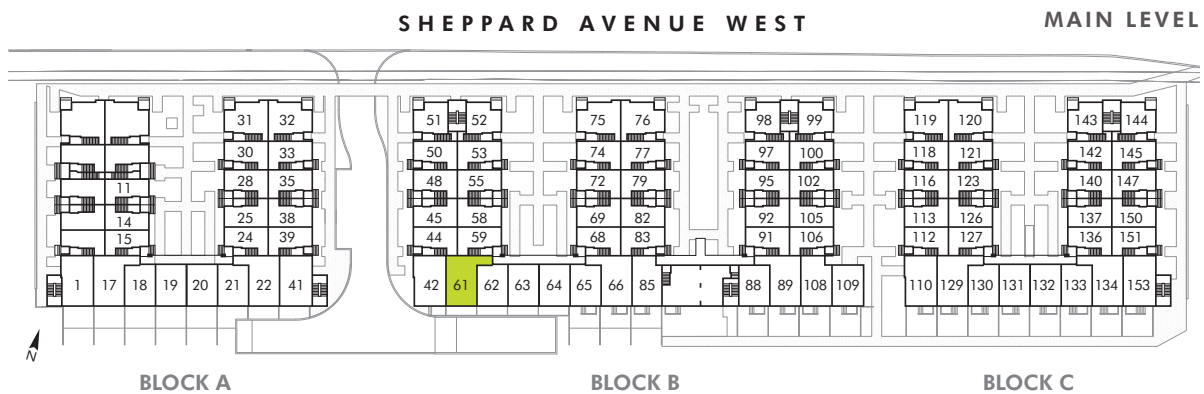 SHEPPARD AVENUE WEST
MAIN LEVEL
31 32 51 52 75 76 98 99 119 120 143 144
30 33 50 53 74 77 97 100 118 121 142 145
11 28 35 48 55 72 79 95 102 116 123 140 147
14 25 38 45 58 69 82 92 105 113 126 137 150
15 24 39 44 59 68 83 91 106 112 127 136 151
1 17 18 19 20 21 22 41 42 61 62 63 64 65 66 85 88 89 108 109 110 129 130 131 132 133 134 153
N
BLOCK A BLOCK B BLOCK C